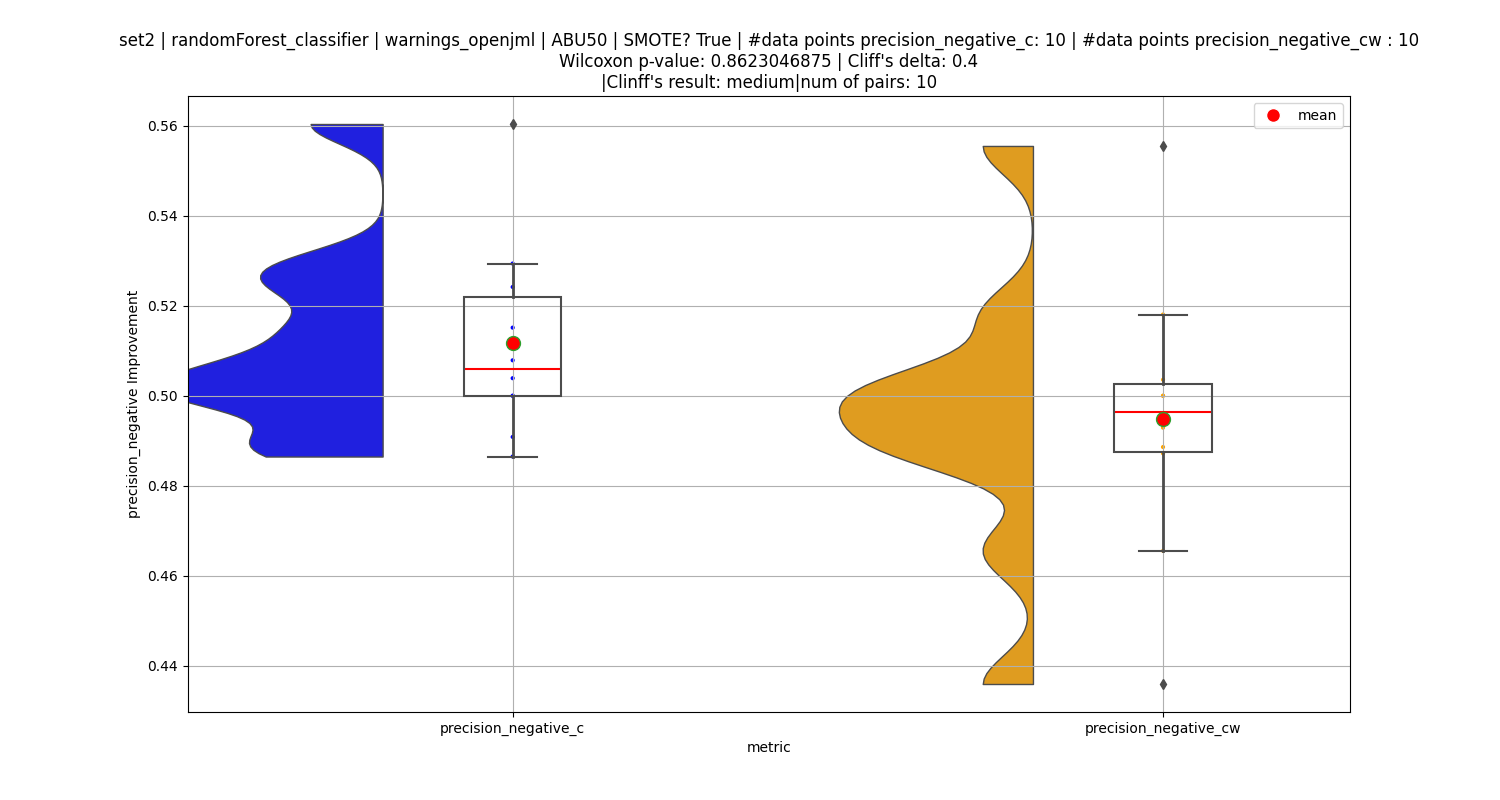 set2 | randomForest_classifier | warnings_openjml | ABU50 | SMOTE? True | #data points precision_negative_c: 10 | #data points precision_negative_cw : 10
Wilcoxon p-value: 0.8623046875 | Cliff's delta: 0.4
|Clinff's result: medium|num of pairs: 10
mean
0.56
0.54
0.52
0.50
0.48
0.46
0.44
precision_negative Improvement
precision_negative_c
precision_negative_cw
metric